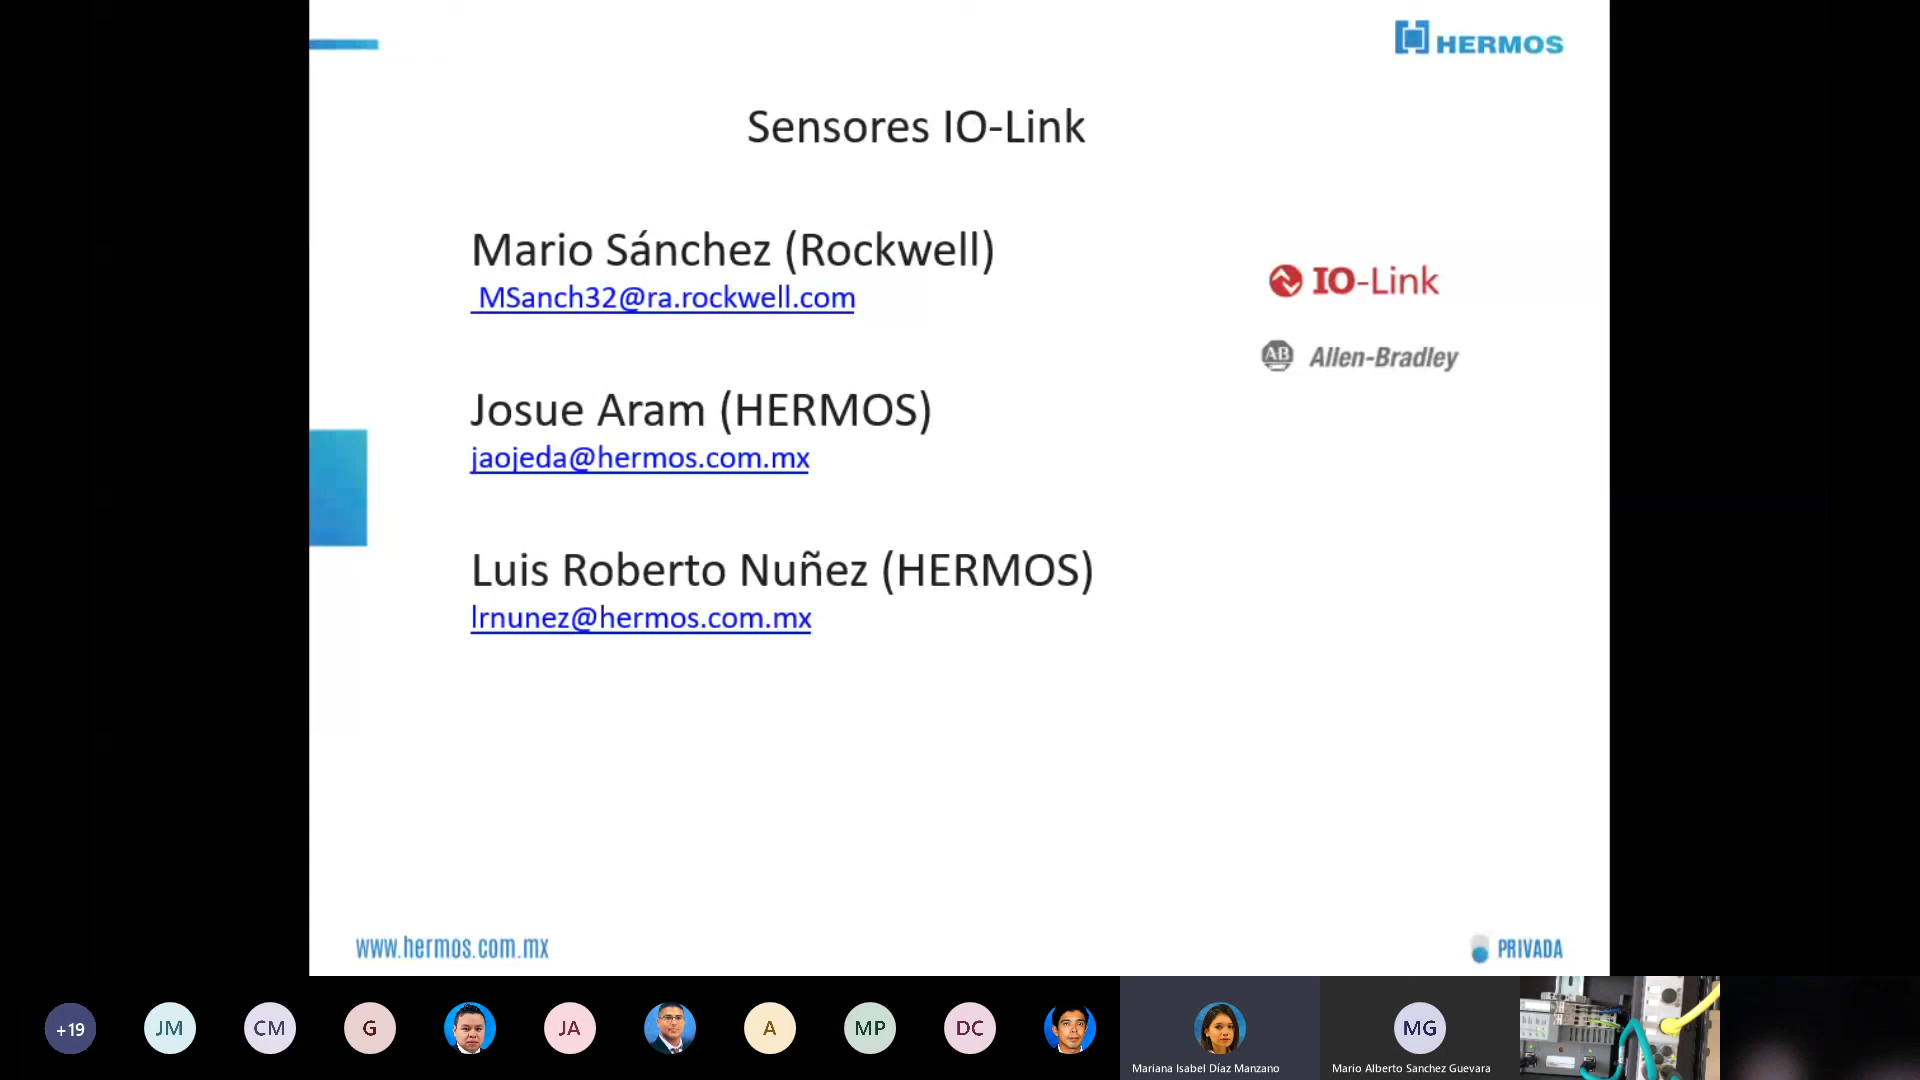 HERMOS
Sensores IO-Link
Mario Sánchez (Rockwell)
MSanch32@ra.rockwell.com
IO-Link
AB Allen-Bradley
Josue Aram (HERMOS)
jaojeda@hermos.com.mx
Luis Roberto Nuñez (HERMOS)
lrnunez@hermos.com.mx
www.hermos.com.mx
PRIVADA
+19
JM
CM
G
JA
A
MP
DC
MG
Mariana Isabel Díaz Manzano
Mario Alberto Sanchez Guevara